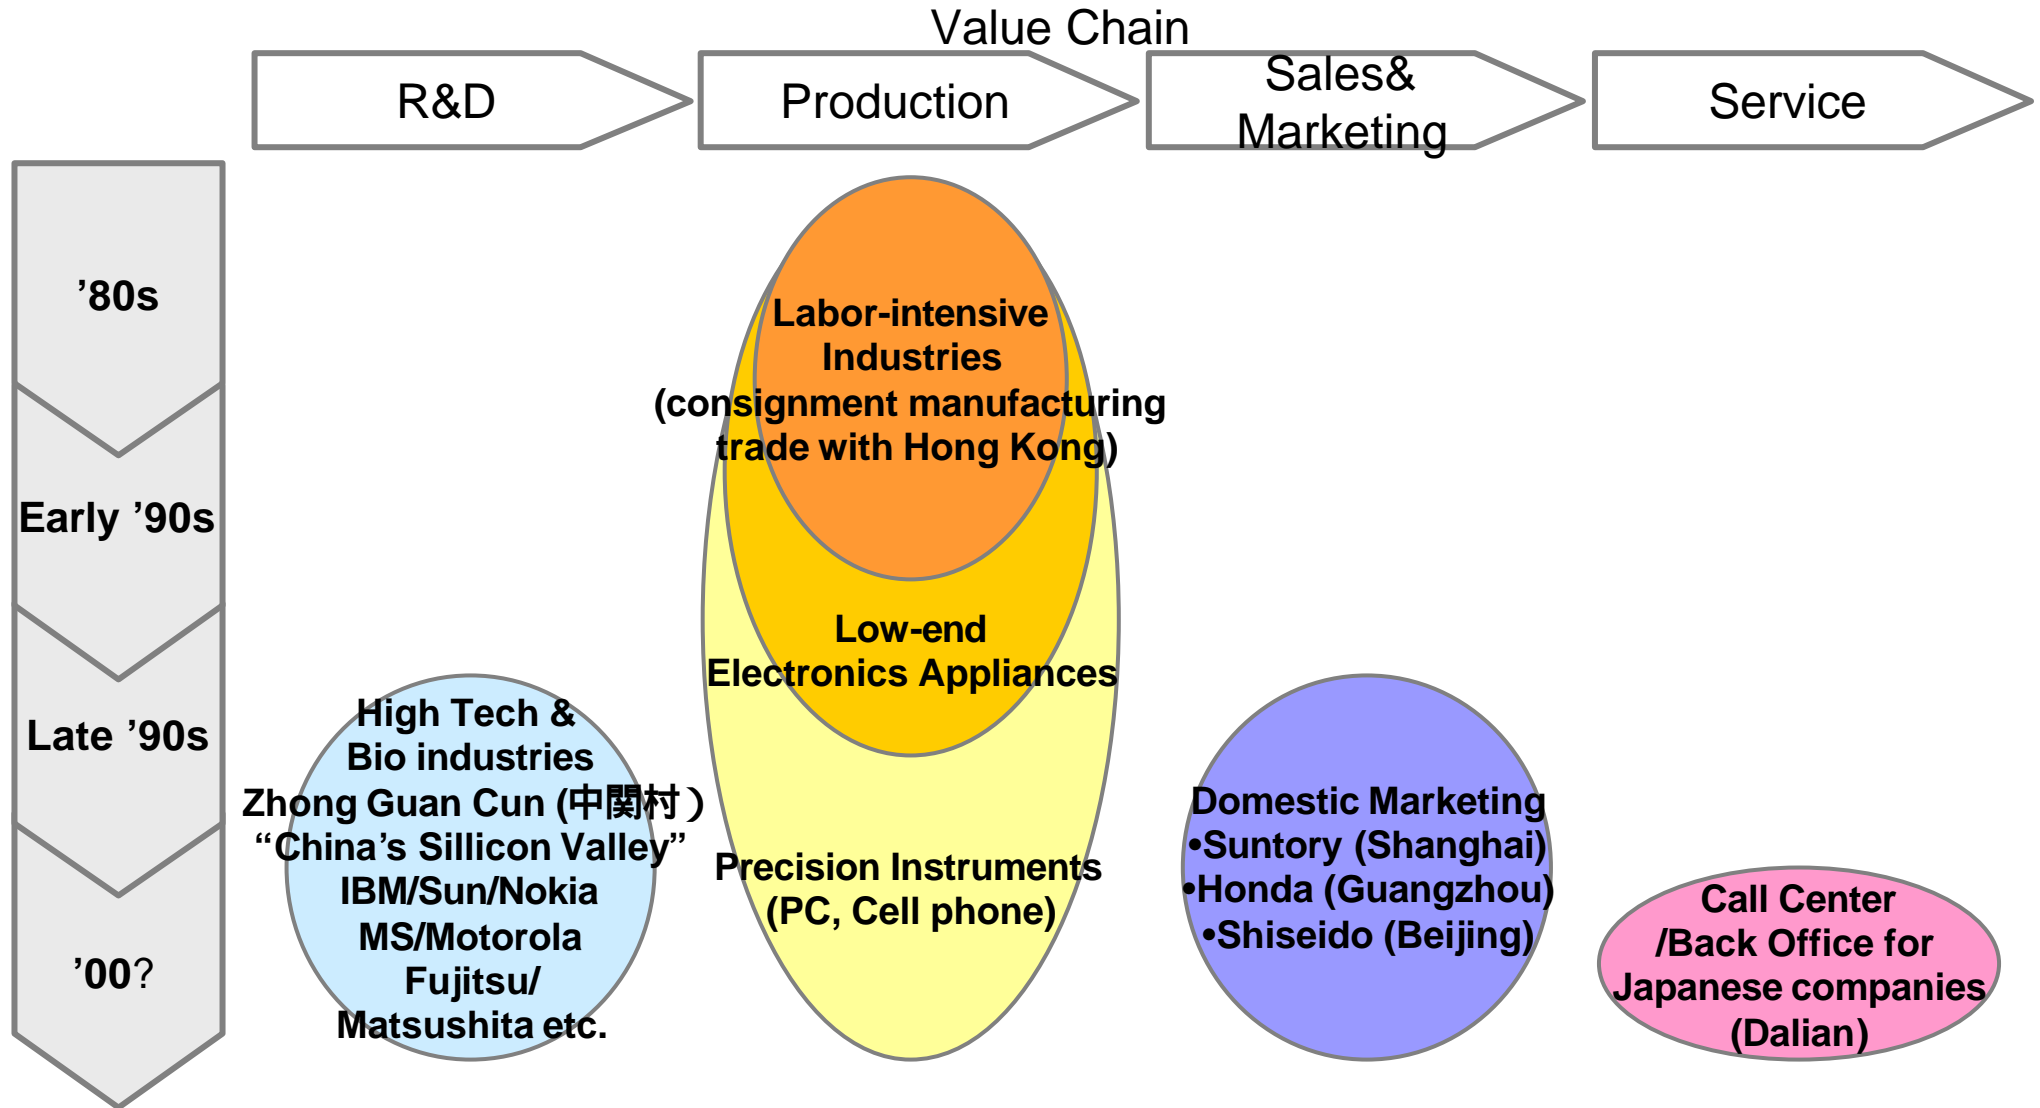 Value Chain
R&D
Production
Sales&
Marketing
Service
’80s
Early ’90s
Late ’90s
’00?
Labor-intensive
Industries
(consignment manufacturing
trade with Hong Kong)
Low-end
Electronics Appliances
Precision Instruments
(PC, Cell phone)
High Tech &
Bio industries
Zhong Guan Cun (中関村）
“China’s Sillicon Valley”
IBM/Sun/Nokia
MS/Motorola
Fujitsu/
Matsushita etc.
Domestic Marketing
•Suntory (Shanghai)
•Honda (Guangzhou)
•Shiseido (Beijing)
Call Center
/Back Office for
Japanese companies
(Dalian)